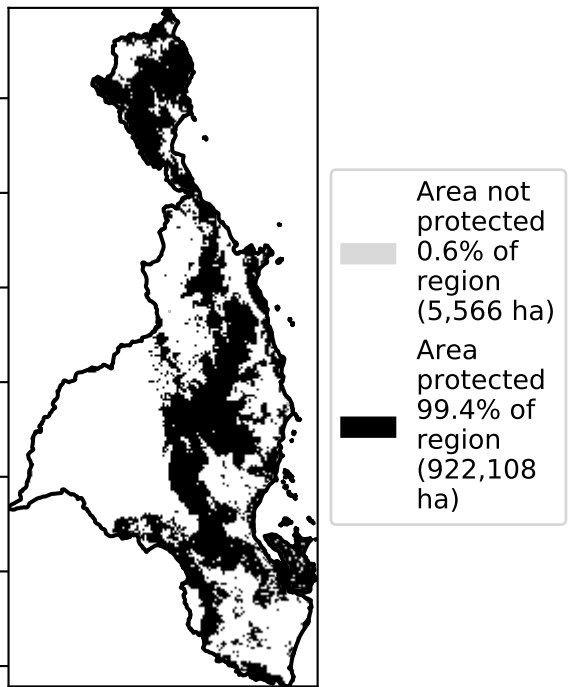 Area not
protected
0.6% of
region
(5,566 ha)
Area
protected
99.4% of
region
(922,108
ha)